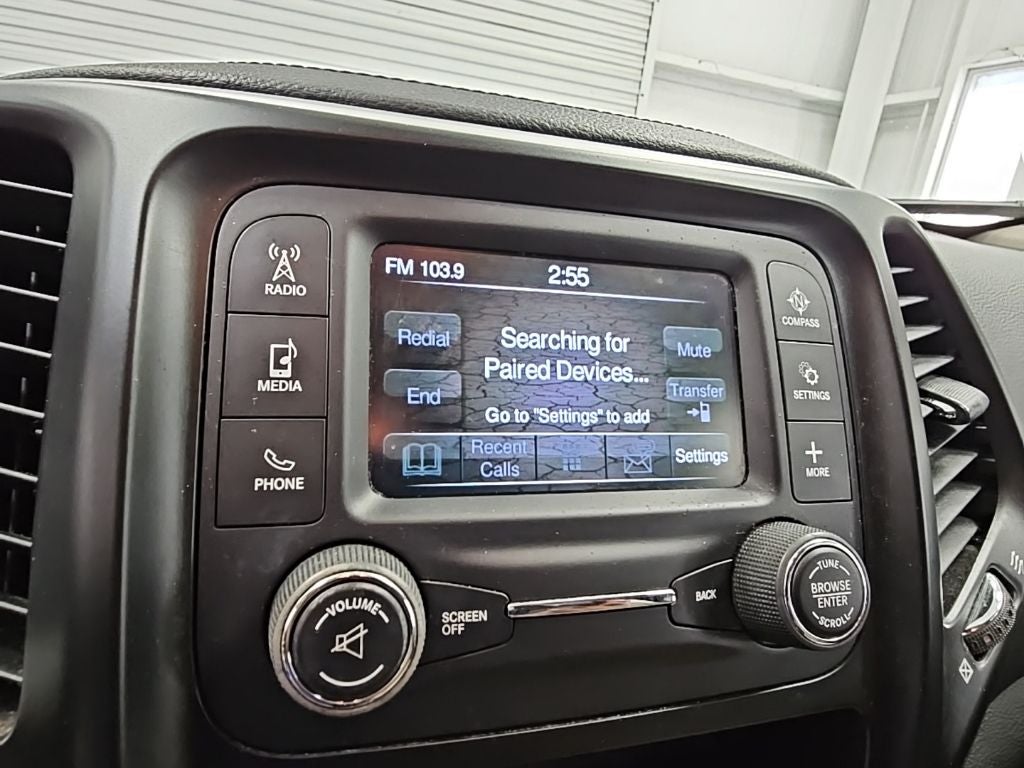 RADIO
MEDIA
PHONE
FM 103.9
2:55
Redial
Searching for
Paired Devices...
Mute
End
Transfer
Go to "Settings" to add
Recent
Calls
Settings
N
COMPASS
SETTINGS
MORE
VOLUME
SCREEN
OFF
BACK
TUNE
BROWSE
ENTER
SCROLL